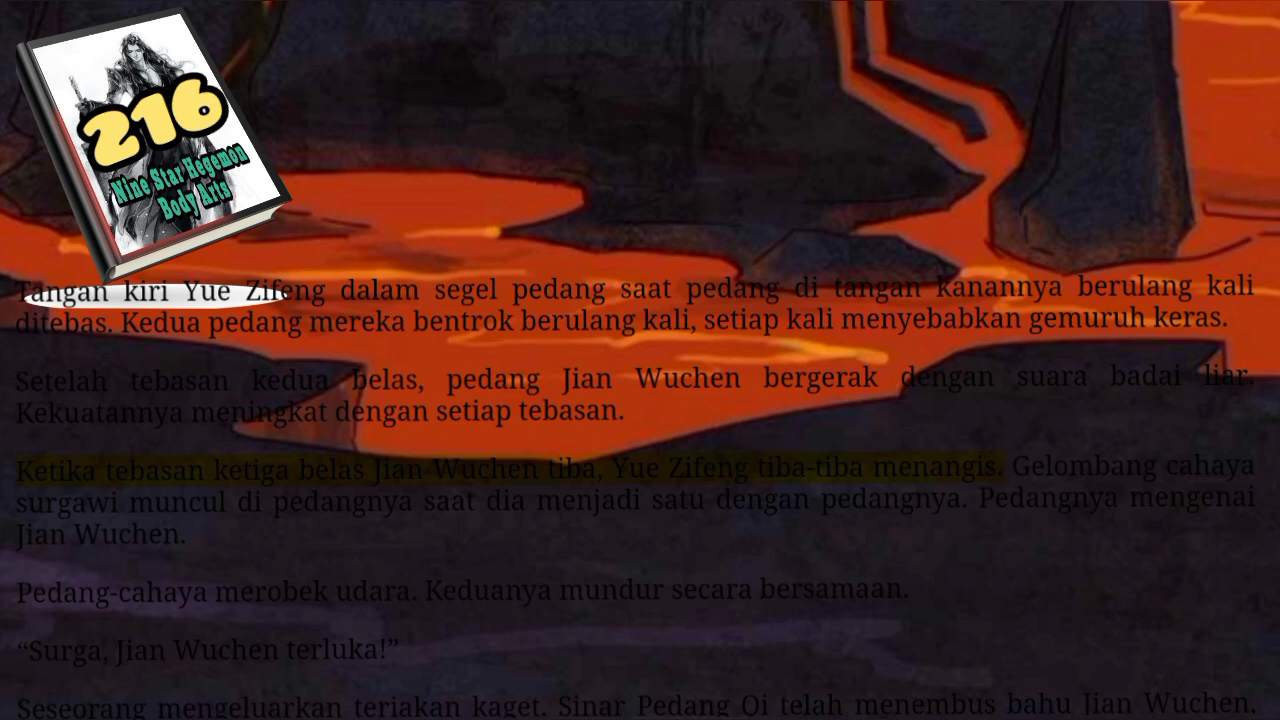 216
Nine Star Hegemon
Body Arts
Tangan kiri Yue Zifeng dalam segel pedang saat pedang di tangan kanannya berulang kali
ditebas. Kedua pedang mereka bentrok berulang kali, setiap kali menyebabkan gemuruh keras.
Setelah tebasan kedua belas, pedang Jian Wuchen bergerak dengan suara badai liar.
Kekuatannya meningkat dengan setiap tebasan.
Ketika tebasan ketiga belas Jian Wuchen tiba, Yue Zifeng tiba-tiba menangis. Gelombang cahaya
surgawi muncul di pedangnya saat dia menjadi satu dengan pedangnya. Pedangnya mengenai
Jian Wuchen.
Pedang-cahaya merobek udara. Keduanya mundur secara bersamaan.
“Surga, Jian Wuchen terluka!”
Seseorang mengeluarkan teriakan kaget. Sinar Pedang Qi telah menembus bahu Jian Wuchen,